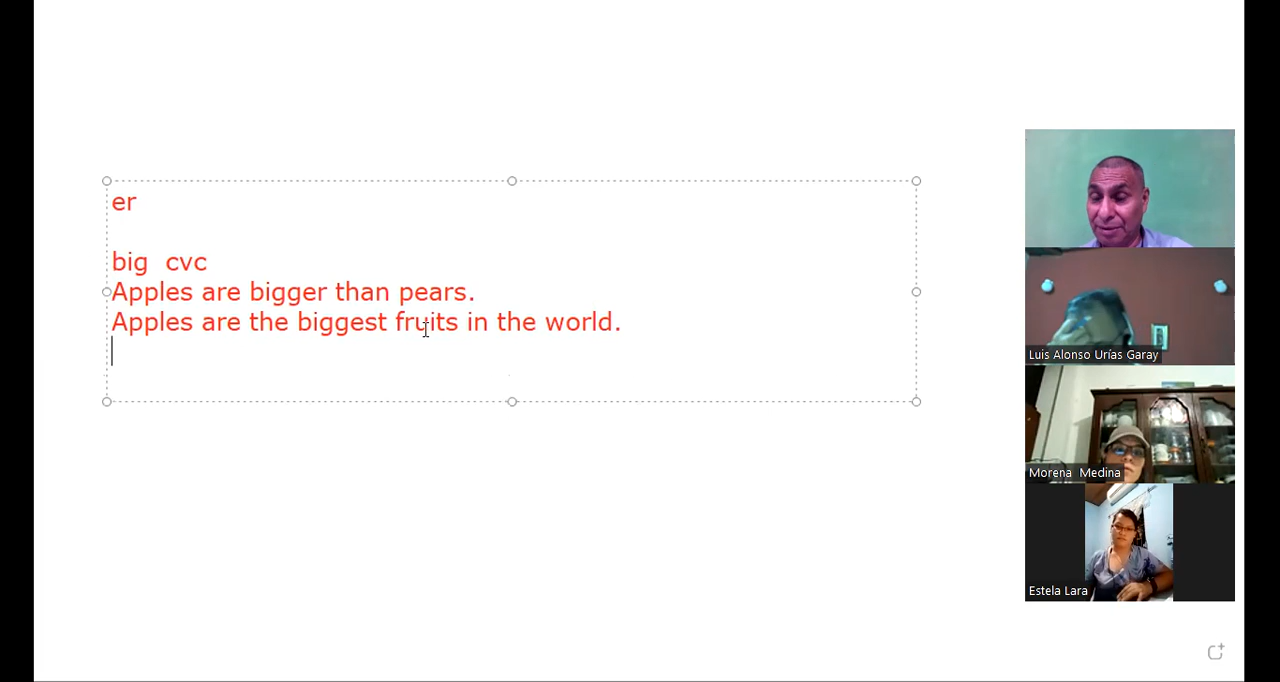 er
big cvc
Apples are bigger than pears.
Apples are the biggest fruits in the world.
Luis Alonso Urías Garay
Morena Medina
Estela Lara